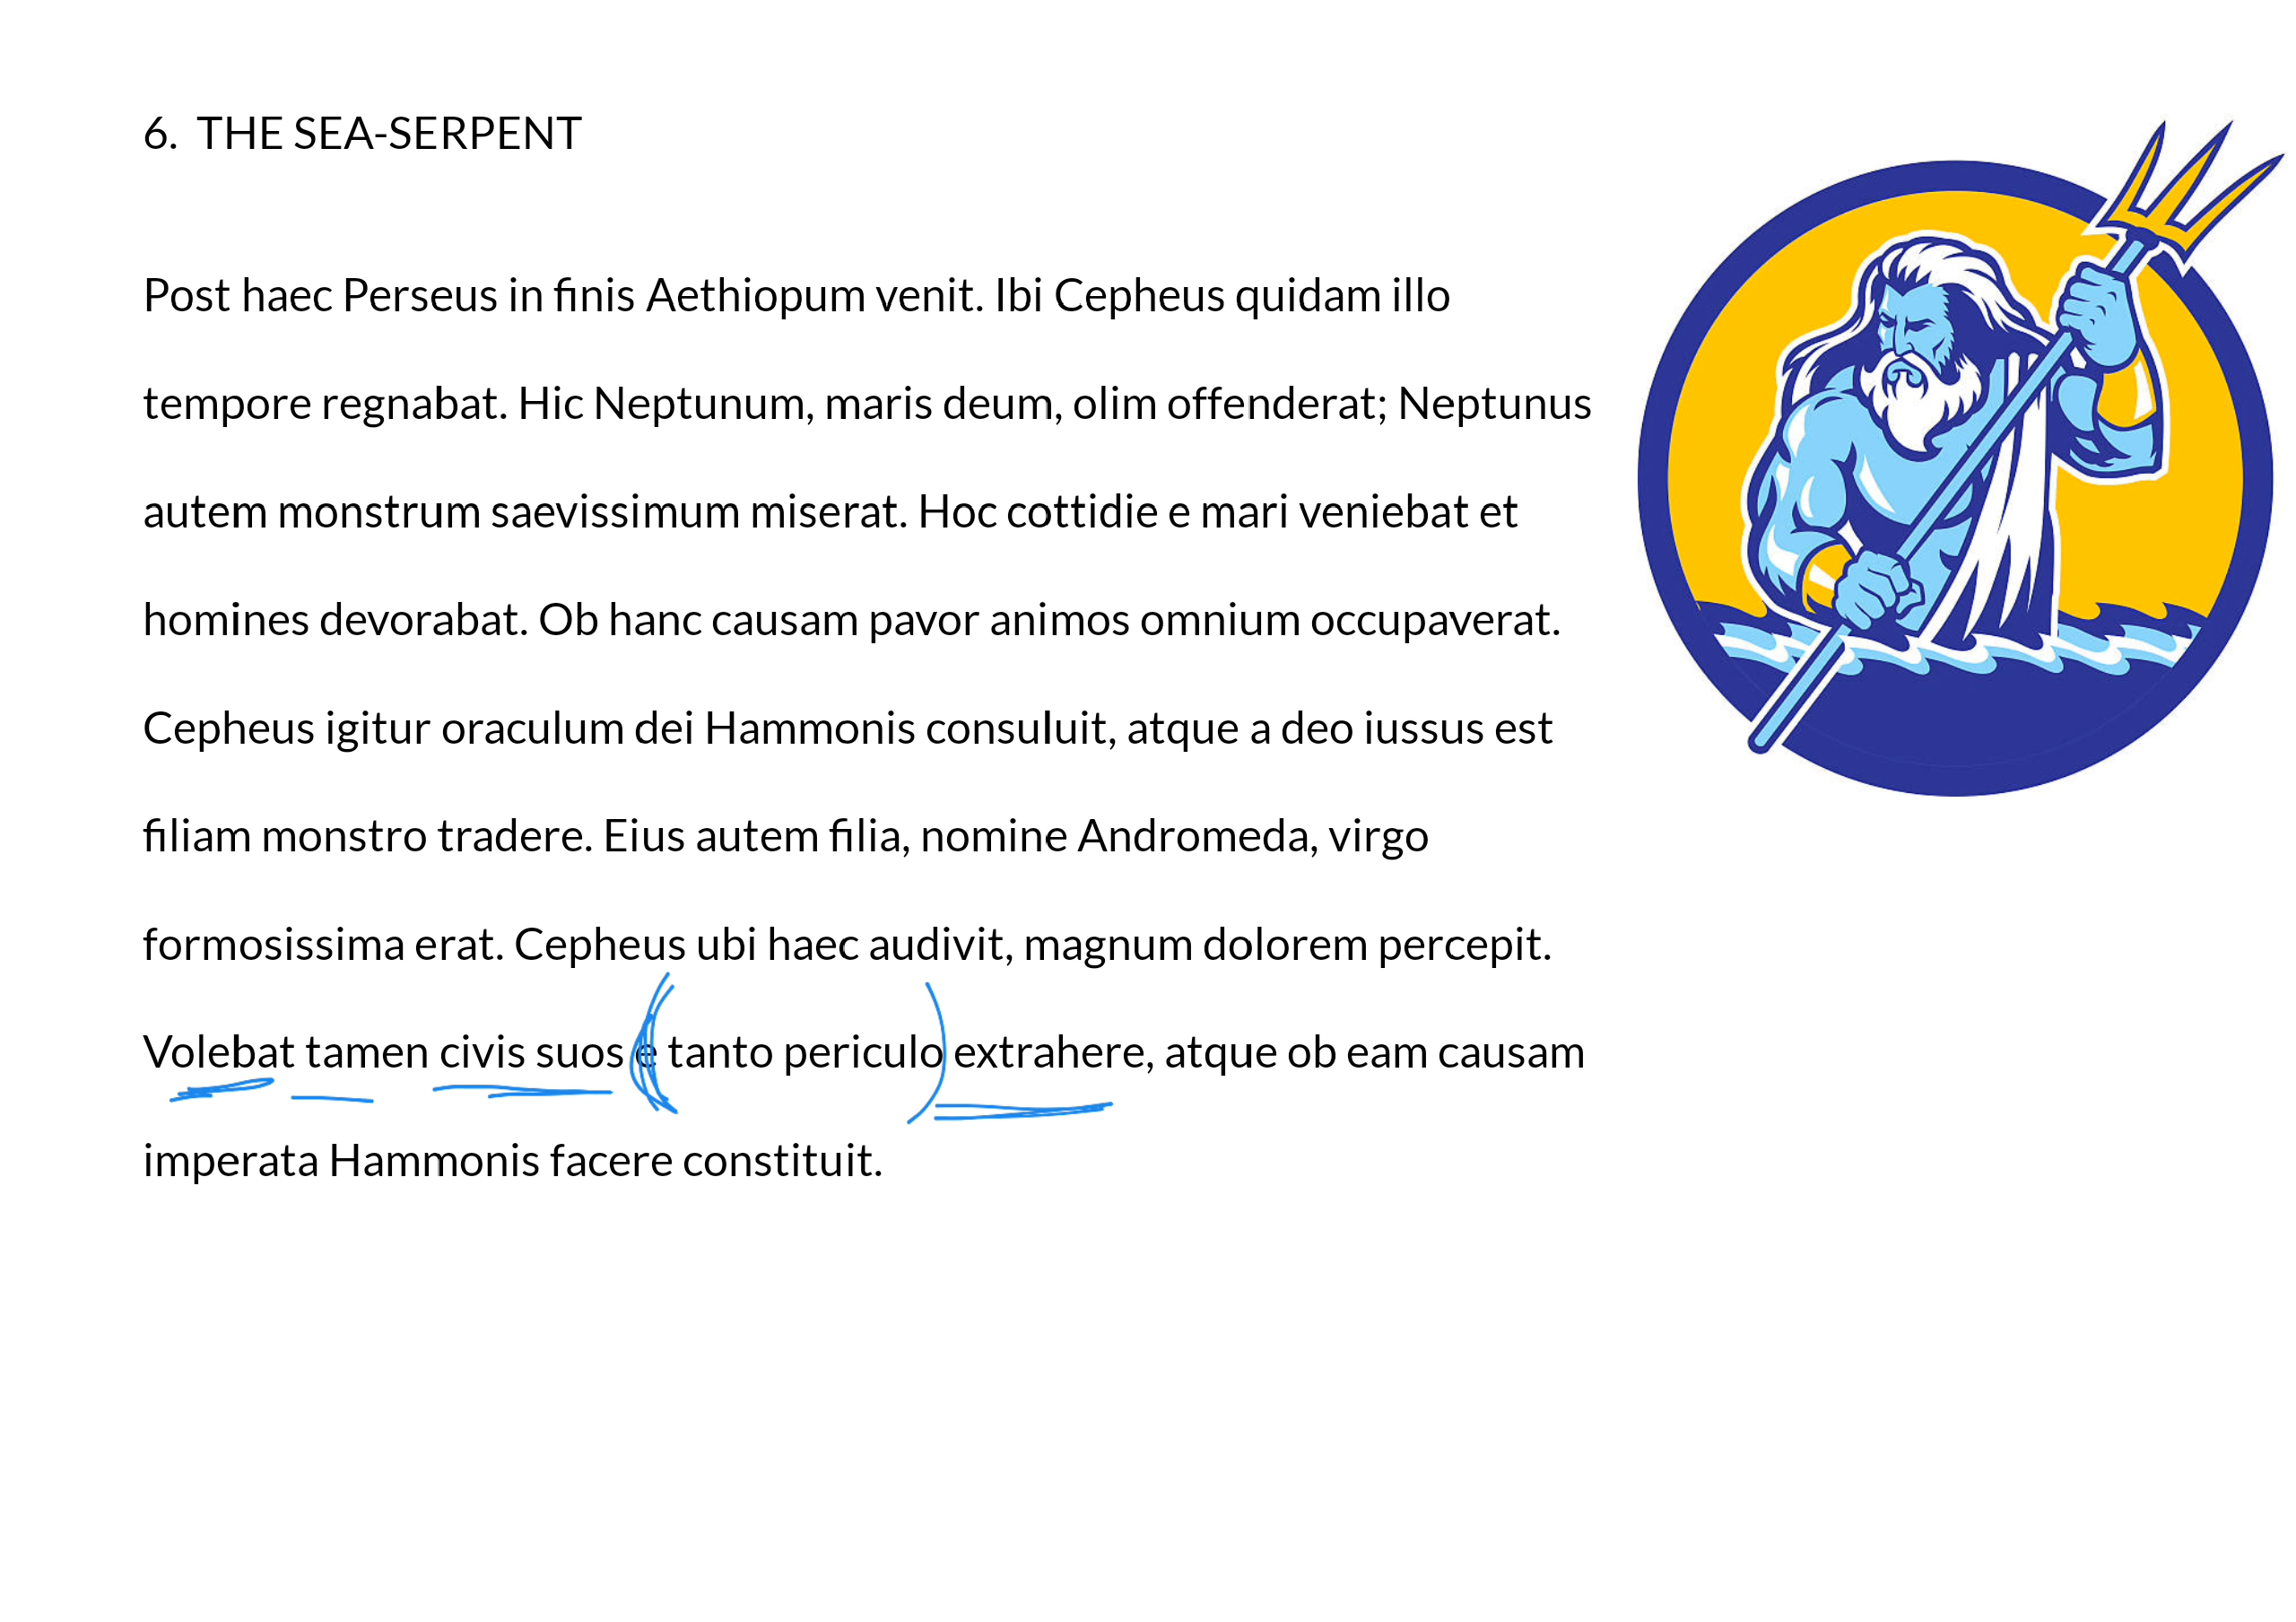 6. THE SEA-SERPENT
Post haec Perseus in finis Aethiopum venit. Ibi Cepheus quidam illo
tempore regnabat. Hic Neptunum, maris deum, olim offenderat; Neptunus
autem monstrum saevissimum miserat. Hoc cottidie e mari veniebat et
homines devorabat. Ob hanc causam pavor animos omnium occupaverat.
Cepheus igitur oraculum dei Hammonis consuluit, atque a deo iussus est
filiam monstro tradere. Eius autem filia, nomine Andromeda, virgo
formosissima erat. Cepheus ubi haec audivit, magnum dolorem percepit.
Volebat tamen civis suos (e tanto periculo) extrahere, atque ob eam causam
imperata Hammonis facere constituit.